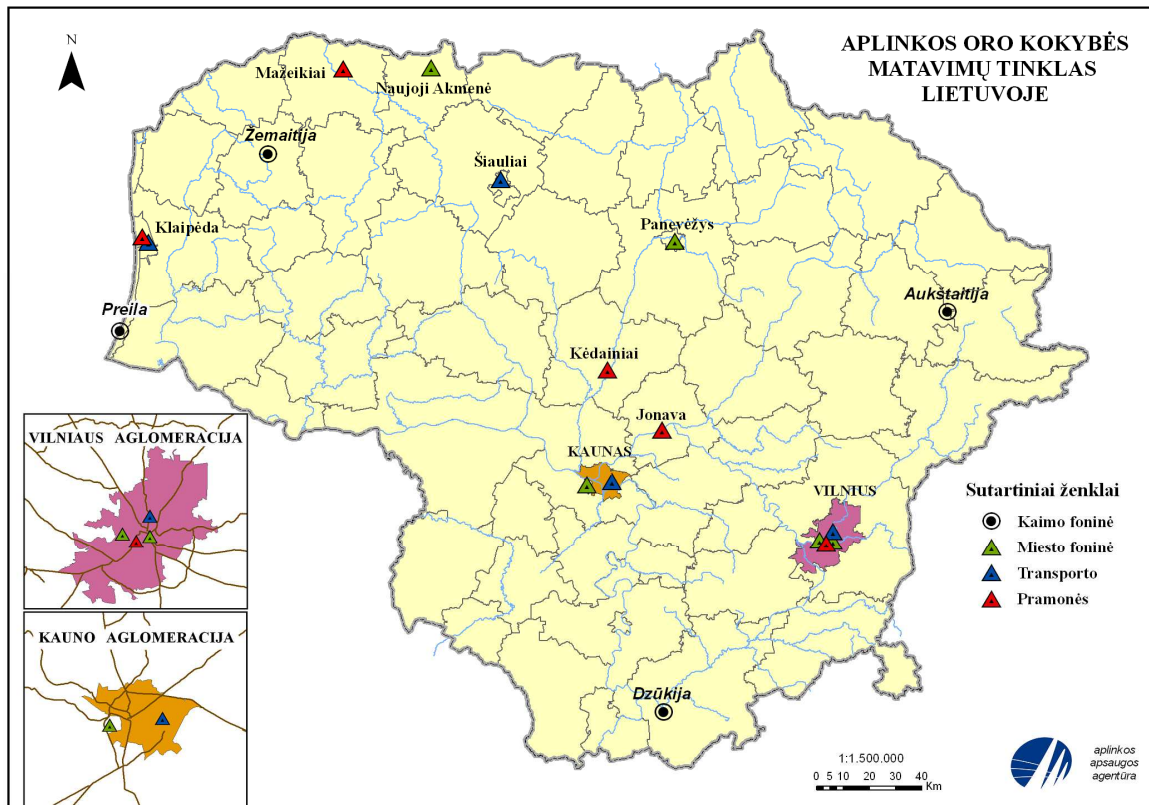 APLINKOS ORO KOKYBĖS
MATAVIMŲ TINKLAS
LIETUVOJE
N
Mažeikiai
Naujoji Akmenė
Žemaitija
Šiauliai
Klaipėda
Panevėžys
Preila
Aukštaitija
Kėdainiai
Jonava
KAUNAS
VILNIUS
Dzūkija
VILNIAUS AGLOMERACIJA
KAUNO AGLOMERACIJA
Sutartiniai ženklai
Kaimo foninė
Miesto foninė
Transporto
Pramonės
1:1.500.000
0 5 10 20 30 40
Km
aplinkos
apsaugos
agentūra